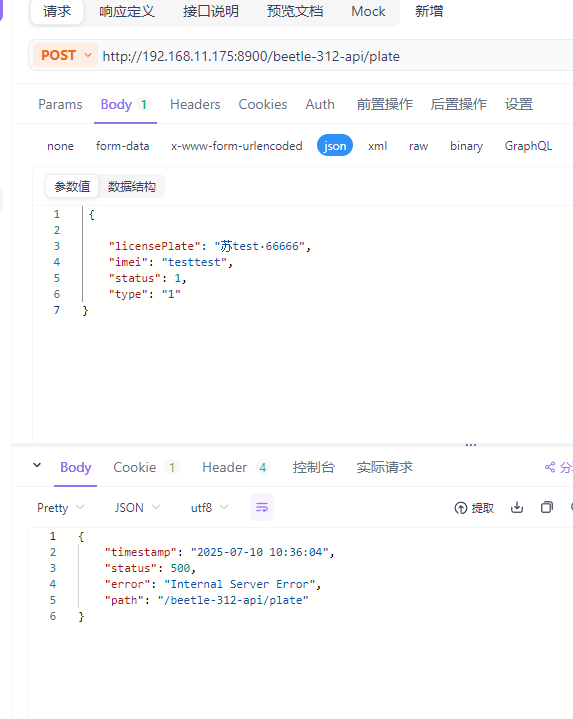 请求 响应定义 接口说明 预览文档 Mock 新增
POST http://192.168.11.175:8900/beetle-312-api/plate
Params Body 1 Headers Cookies Auth 前置操作 后置操作 设置
none form-data x-www-form-urlencoded json xml raw binary GraphQL
参数值 数据结构
1 {
2
3 "licensePlate": "苏test·66666",
4 "imei": "testtest",
5 "status": 1,
6 "type": "1"
7 }
Body Cookie 1 Header 4 控制台 实际请求
Pretty JSON utf8 提取
1 {
2 "timestamp": "2025-07-10 10:36:04",
3 "status": 500,
4 "error": "Internal Server Error",
5 "path": "/beetle-312-api/plate"
6 }